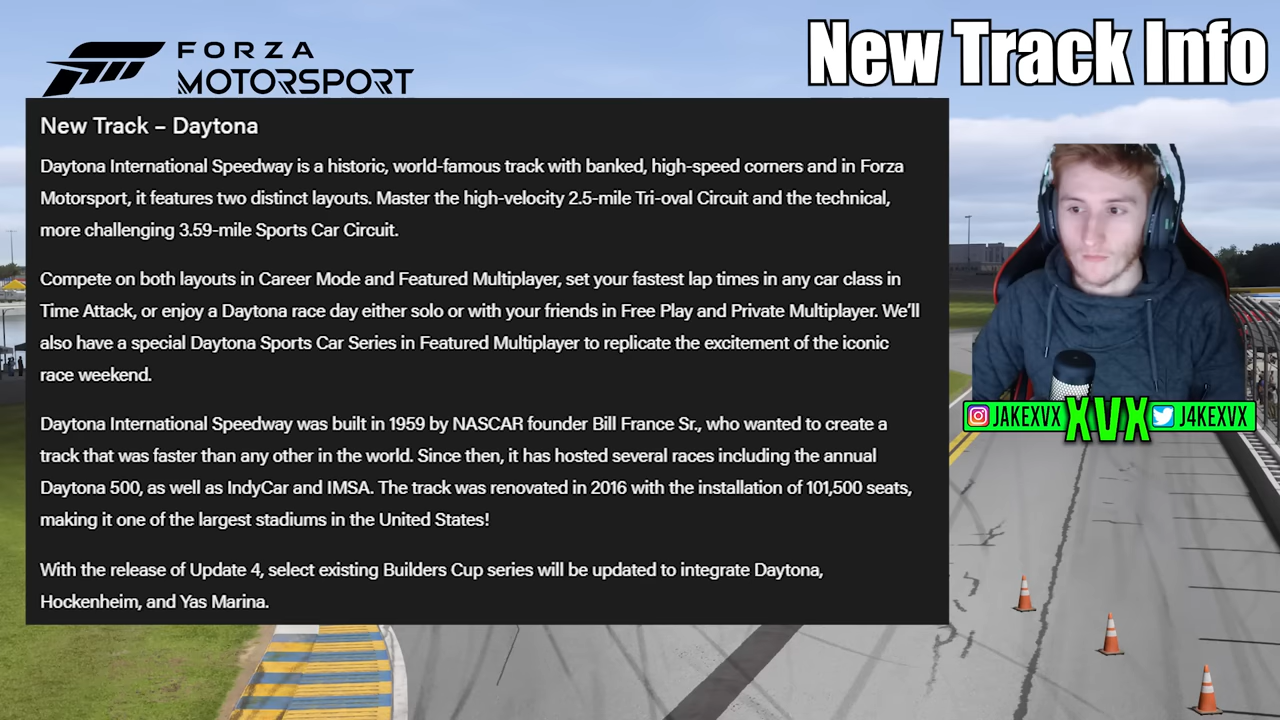 FORZA
MOTORSPORT
New Track Info
New Track – Daytona
Daytona International Speedway is a historic, world-famous track with banked, high-speed corners and in Forza
Motorsport, it features two distinct layouts. Master the high-velocity 2.5-mile Tri-oval Circuit and the technical,
more challenging 3.59-mile Sports Car Circuit.
Compete on both layouts in Career Mode and Featured Multiplayer, set your fastest lap times in any car class in
Time Attack, or enjoy a Daytona race day either solo or with your friends in Free Play and Private Multiplayer. We’ll
also have a special Daytona Sports Car Series in Featured Multiplayer to replicate the excitement of the iconic
race weekend.
Daytona International Speedway was built in 1959 by NASCAR founder Bill France Sr., who wanted to create a
track that was faster than any other in the world. Since then, it has hosted several races including the annual
Daytona 500, as well as IndyCar and IMSA. The track was renovated in 2016 with the installation of 101,500 seats,
making it one of the largest stadiums in the United States!
With the release of Update 4, select existing Builders Cup series will be updated to integrate Daytona,
Hockenheim, and Yas Marina.
JAKEXVX XVX J4KEXVX